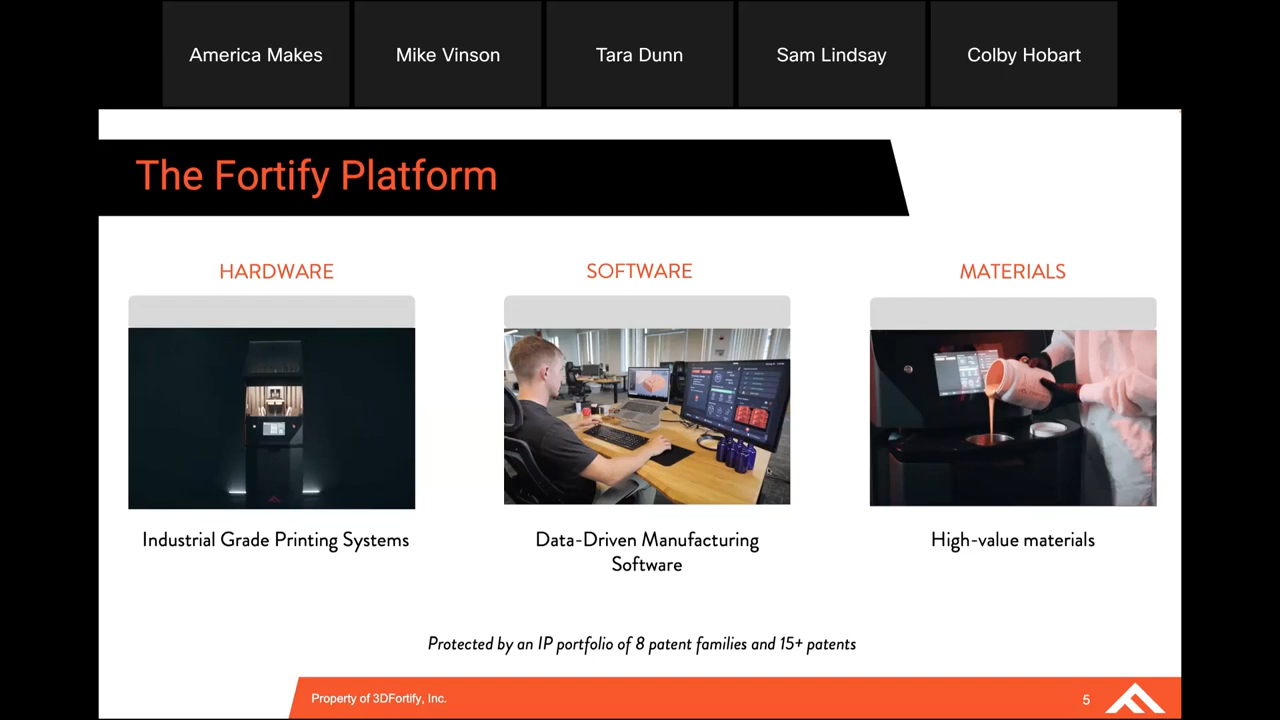 America Makes
Mike Vinson
Tara Dunn
Sam Lindsay
Colby Hobart
The Fortify Platform
HARDWARE
SOFTWARE
MATERIALS
Industrial Grade Printing Systems
Data-Driven Manufacturing
Software
High-value materials
Protected by an IP portfolio of 8 patent families and 15+ patents
Property of 3DFortify, Inc.
5